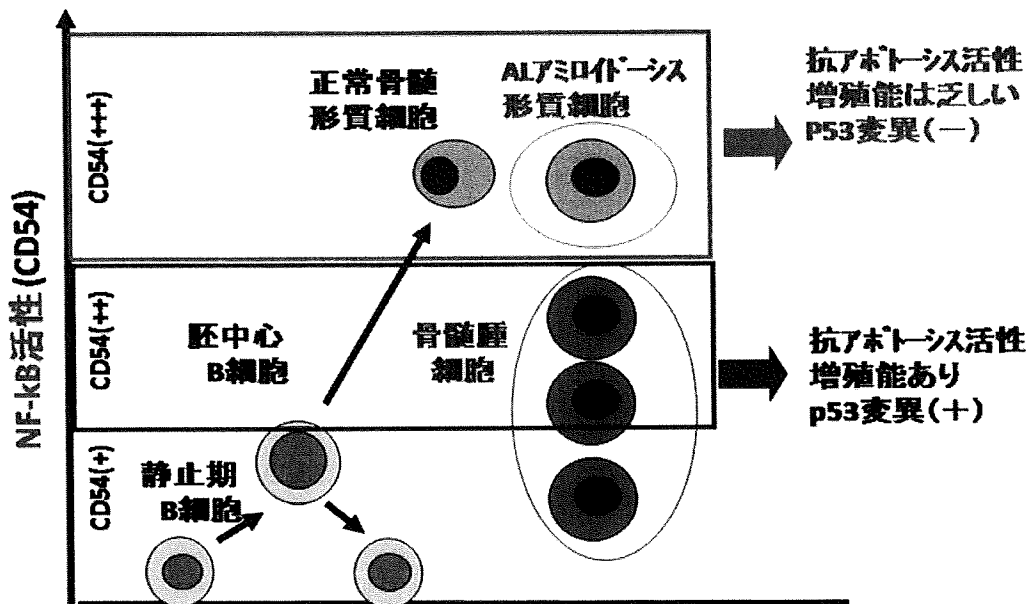 NF-kB活性(CD54)
CD54(+++)
正常骨髄
形質細胞
ALアミロイドーシス
形質細胞
抗アポトーシス活性
増殖能は乏しい
P53変異(ー)
CD54(++)
胚中心
B細胞
骨髄腫
細胞
抗アポトーシス活性
増殖能あり
p53変異(+)
CD54(+)
静止期
B細胞